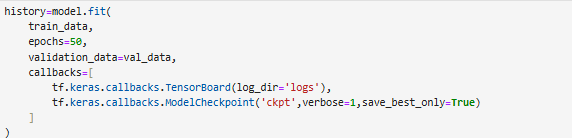 history=model.fit(
    train_data,
    epochs=50,
    validation_data=val_data,
    callbacks=[
        tf.keras.callbacks.TensorBoard(log_dir='logs'),
        tf.keras.callbacks.ModelCheckpoint('ckpt',verbose=1,save_best_only=True)
    ]
)